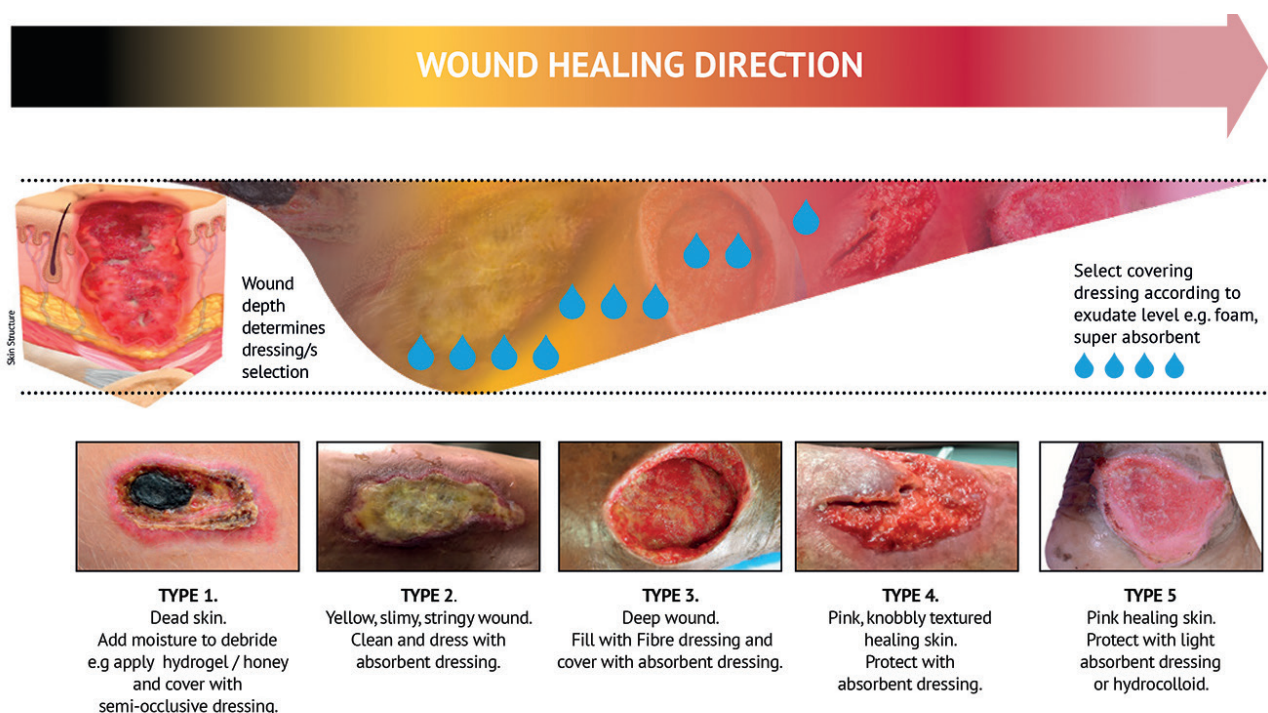 WOUND HEALING DIRECTION
Skin Structure
Wound
depth
determines
dressing/s
selection
Select covering
dressing according to
exudate level e.g. foam,
super absorbent
TYPE 1.
Dead skin.
Add moisture to debride
e.g apply hydrogel / honey
and cover with
semi-occlusive dressing.
TYPE 2.
Yellow, slimy, stringy wound.
Clean and dress with
absorbent dressing.
TYPE 3.
Deep wound.
Fill with Fibre dressing and
cover with absorbent dressing.
TYPE 4.
Pink, knobbly textured
healing skin.
Protect with
absorbent dressing.
TYPE 5
Pink healing skin.
Protect with light
absorbent dressing
or hydrocolloid.